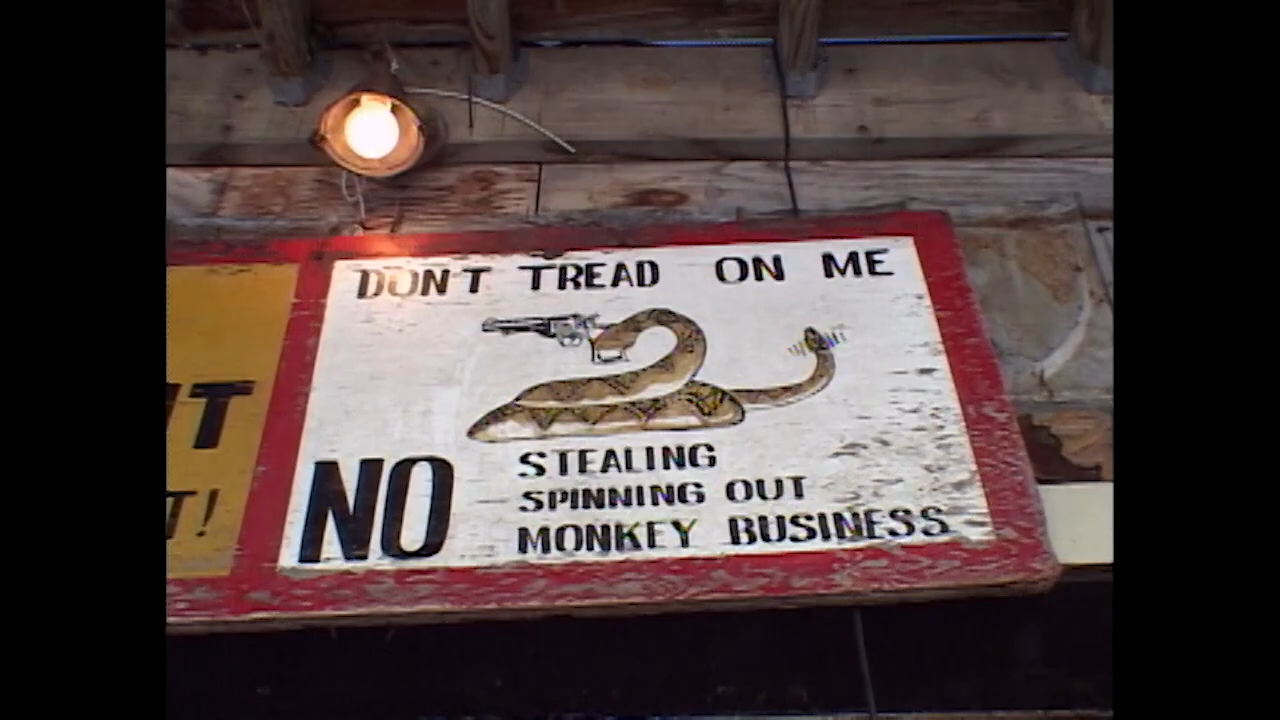 DON'T TREAD ON ME
NO
STEALING
SPINNING OUT
MONKEY BUSINESS